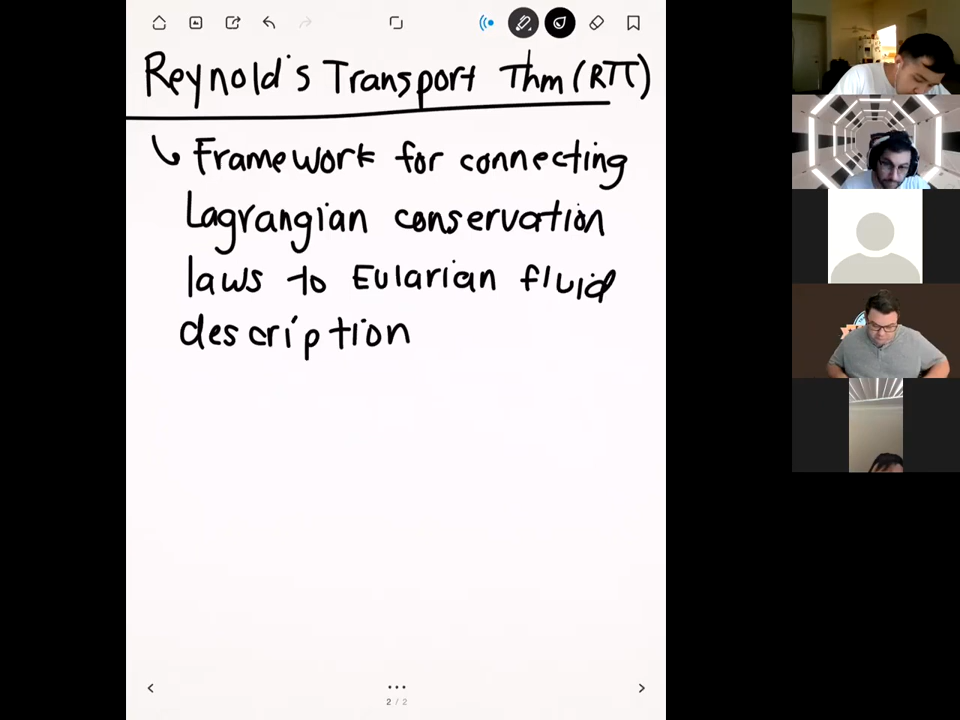 Reynold's Transport Thm (RTT)
↳ Framework for connecting
Lagrangian conservation
laws to Eularian fluid
description
2 / 2